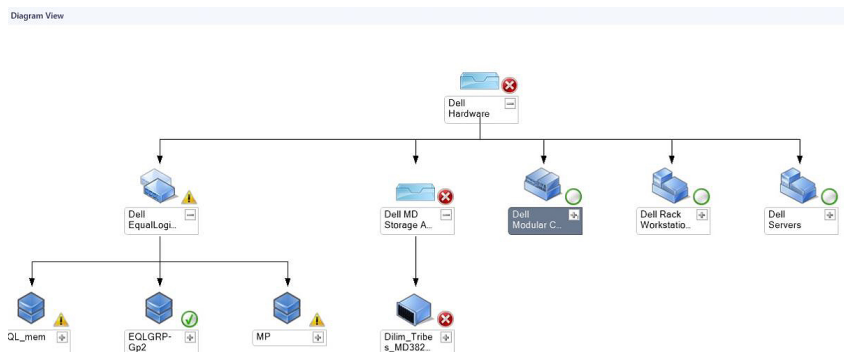 Diagram View
Dell
Hardware
Dell
EqualLogi..
Dell MD
Storage A..
Dell
Modular C..
Dell Rack
Workstatio..
Dell
Servers
QL_mem
EQLGRP-
Gp2
MP
Dilim_Tribe
s_MD382..